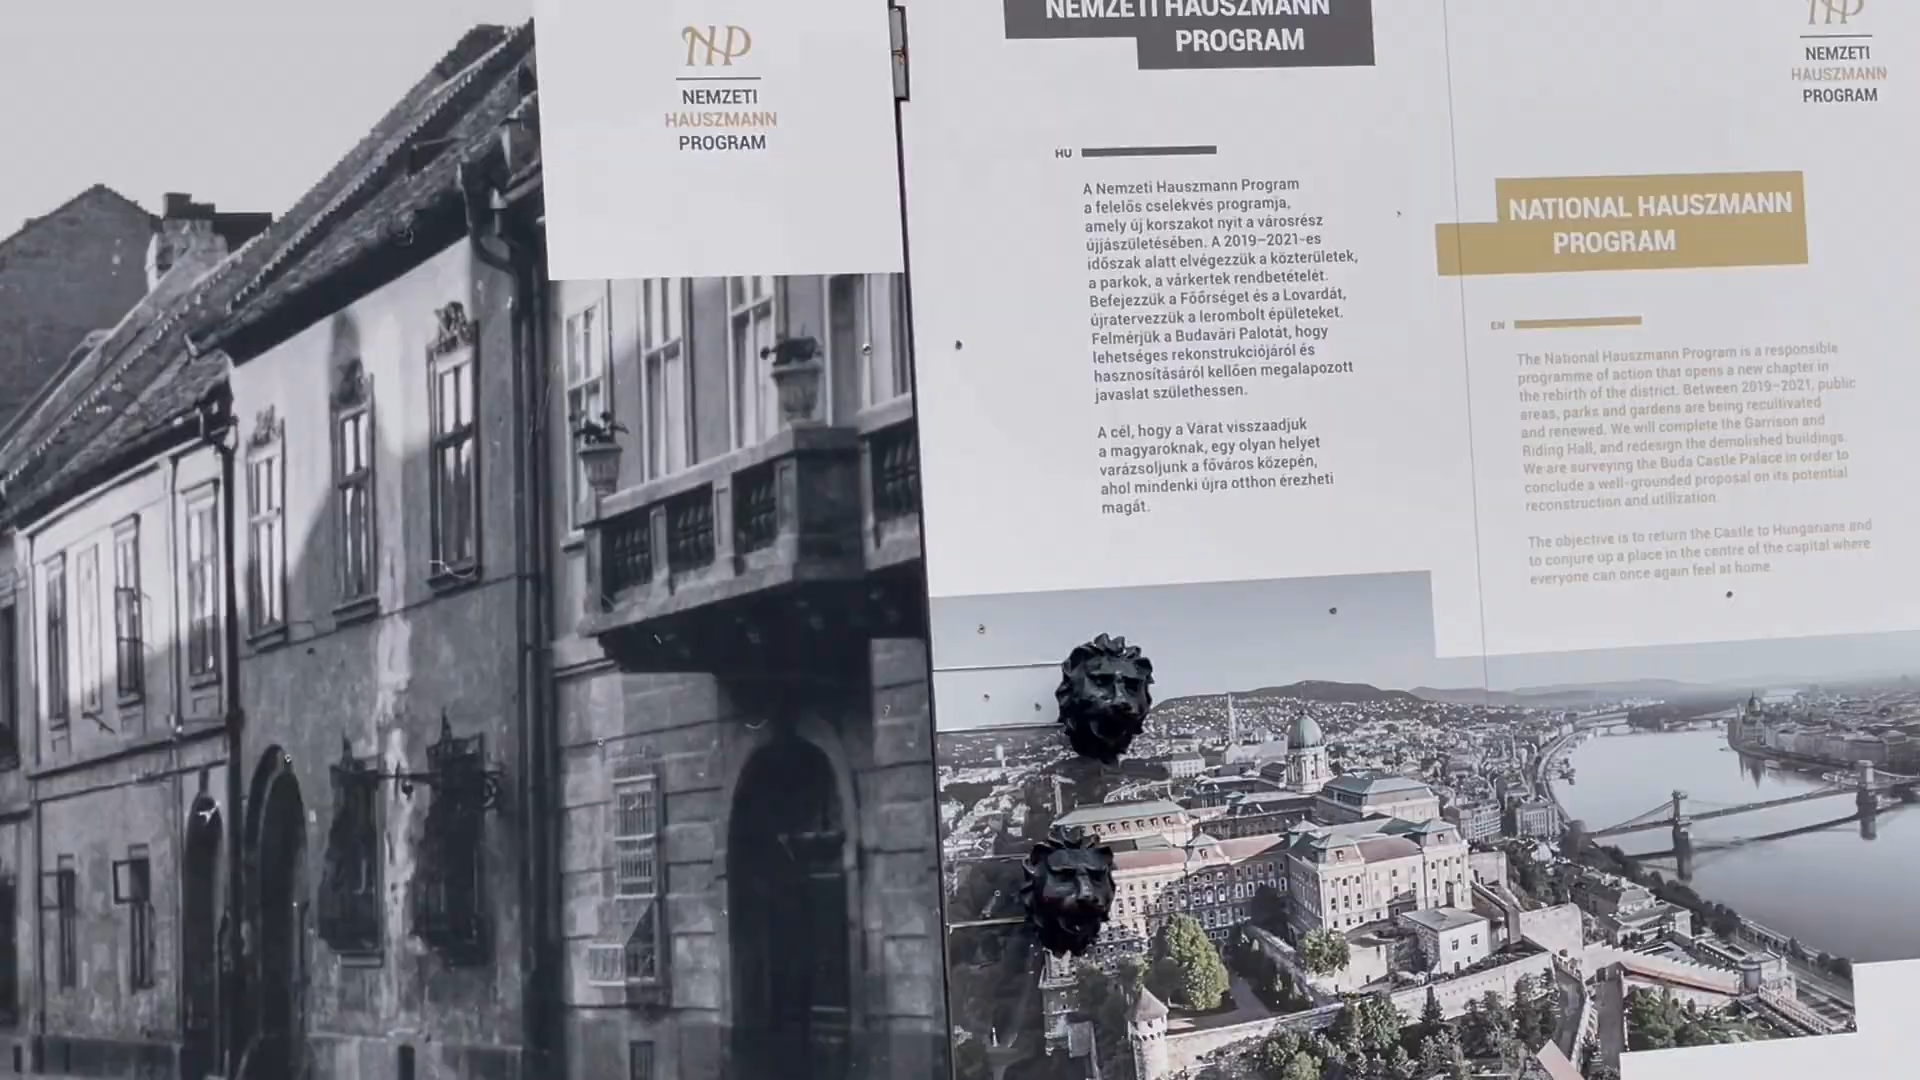 NHP
NEMZETI
HAUSZMANN
PROGRAM
NEMZETI HAUSZMANN
PROGRAM
HU
A Nemzeti Hauszmann Program
a felelős cselekvés programja,
amely új korszakot nyit a városrész
újjászületésében. A 2019–2021-es
időszak alatt elvégezzük a közterületek,
a parkok, a várkertek rendbetételét.
Befejezzük a Főőrséget és a Lovardát,
újratervezzük a lerombolt épületeket.
Felmérjük a Budavári Palotát, hogy
lehetséges rekonstrukciójáról és
hasznosításáról kellően megalapozott
javaslat születhessen.
A cél, hogy a Várat visszaadjuk
a magyaroknak, egy olyan helyet
varázsoljunk a főváros közepén,
ahol mindenki újra otthon érezheti
magát.
NHP
NEMZETI
HAUSZMANN
PROGRAM
NATIONAL HAUSZMANN
PROGRAM
EN
The National Hauszmann Program is a responsible
programme of action that opens a new chapter in
the rebirth of the district. Between 2019–2021, public
areas, parks and gardens are being recultivated
and renewed. We will complete the Garrison and
Riding Hall, and redesign the demolished buildings.
We are surveying the Buda Castle Palace in order to
conclude a well-grounded proposal on its potential
reconstruction and utilization.
The objective is to return the Castle to Hungarians and
to conjure up a place in the centre of the capital where
everyone can once again feel at home.